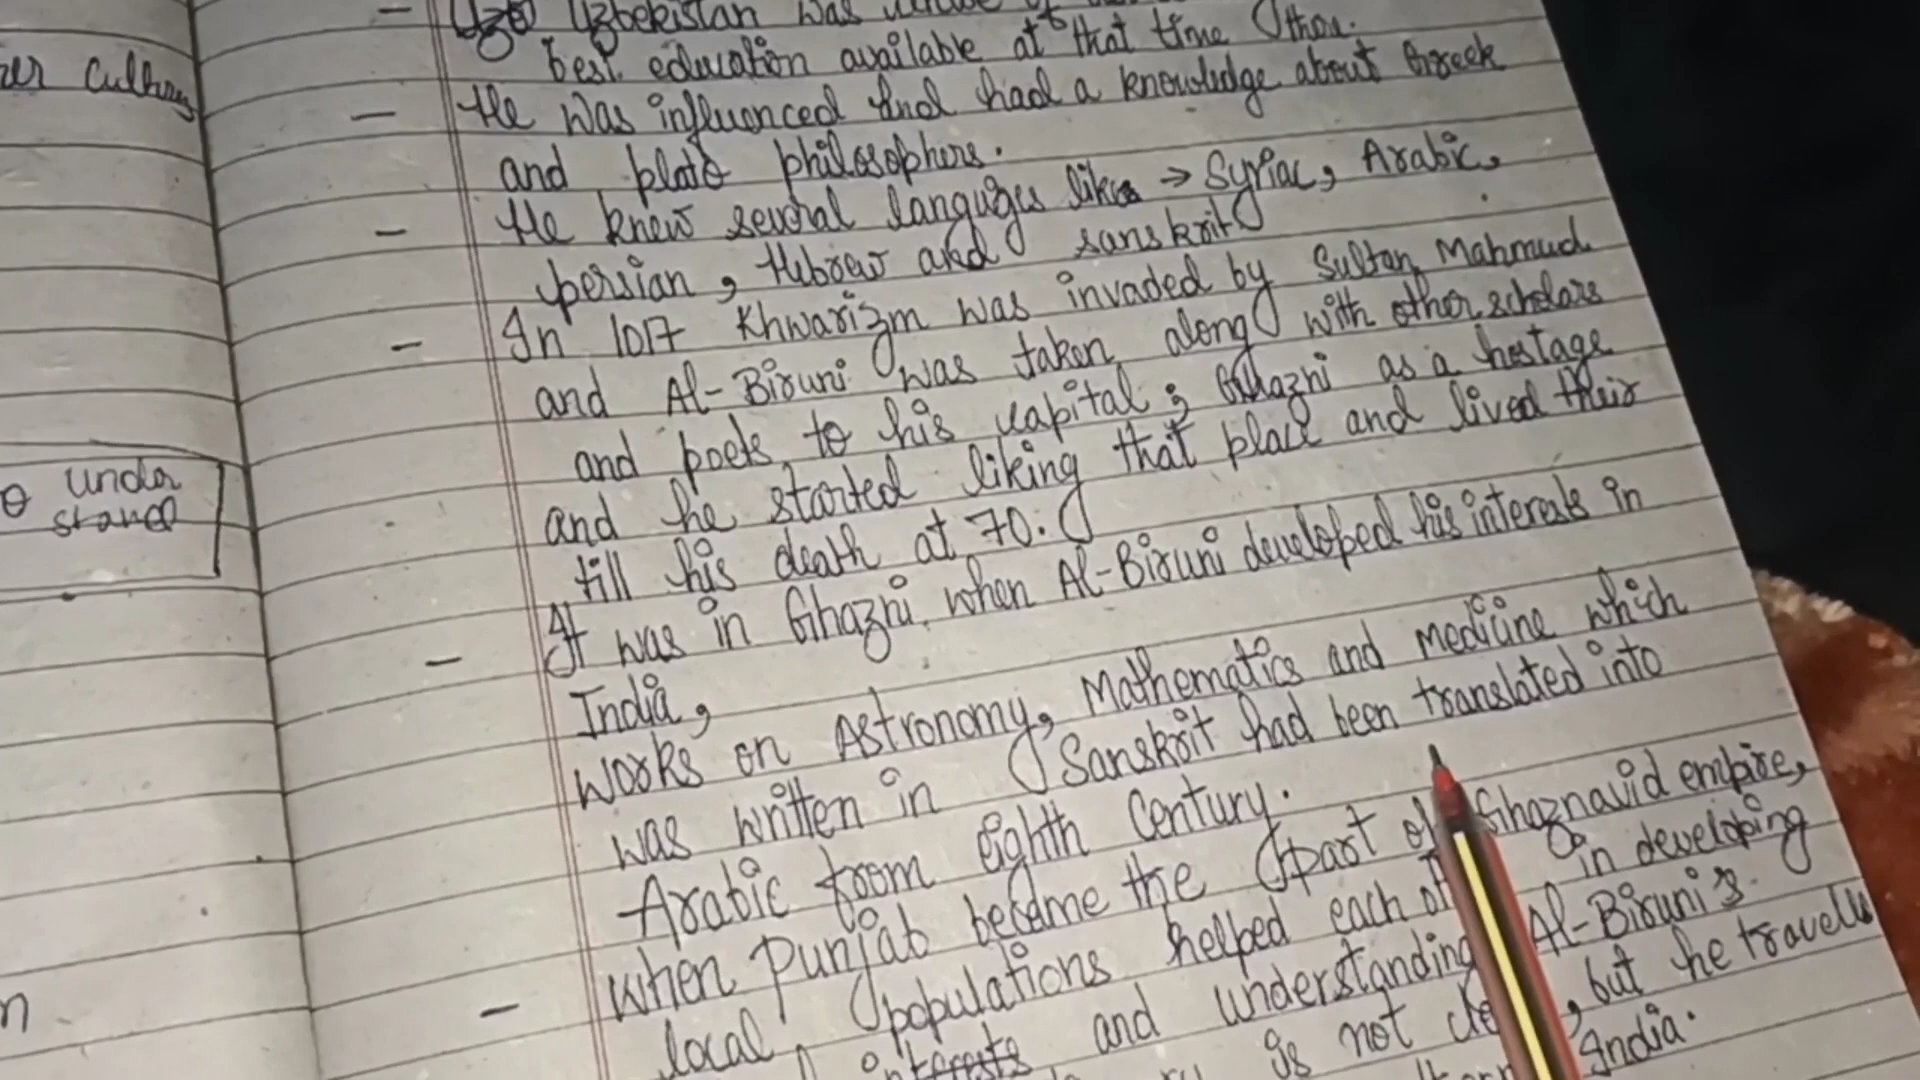 er Cultures
under
stand
Uzbekistan was
best education available at that time
He was influenced and had a knowledge about Greek
and plato philosophers.
He knew several languges like → Syriac, Arabic,
persian, Hibrew and sanskrit
In 1017 Khwarizm was invaded by Sultan Mahmud
and Al-Biruni was taken along with other scholars
and poets to his capital, Ghazni as a hostage
and he started liking that place and lived their
till his death at 70.
It was in Ghazni when Al-Biruni developed his interests in
India,
works on Astronomy, Mathematics and Medicine which
was written in Sanskrit had been translated into
Arabic from eighth Century.
when Punjab became the part of Ghaznavid empire,
local populations helped each in developing
interests and understanding Al-Biruni's
is not , but he travells
India.